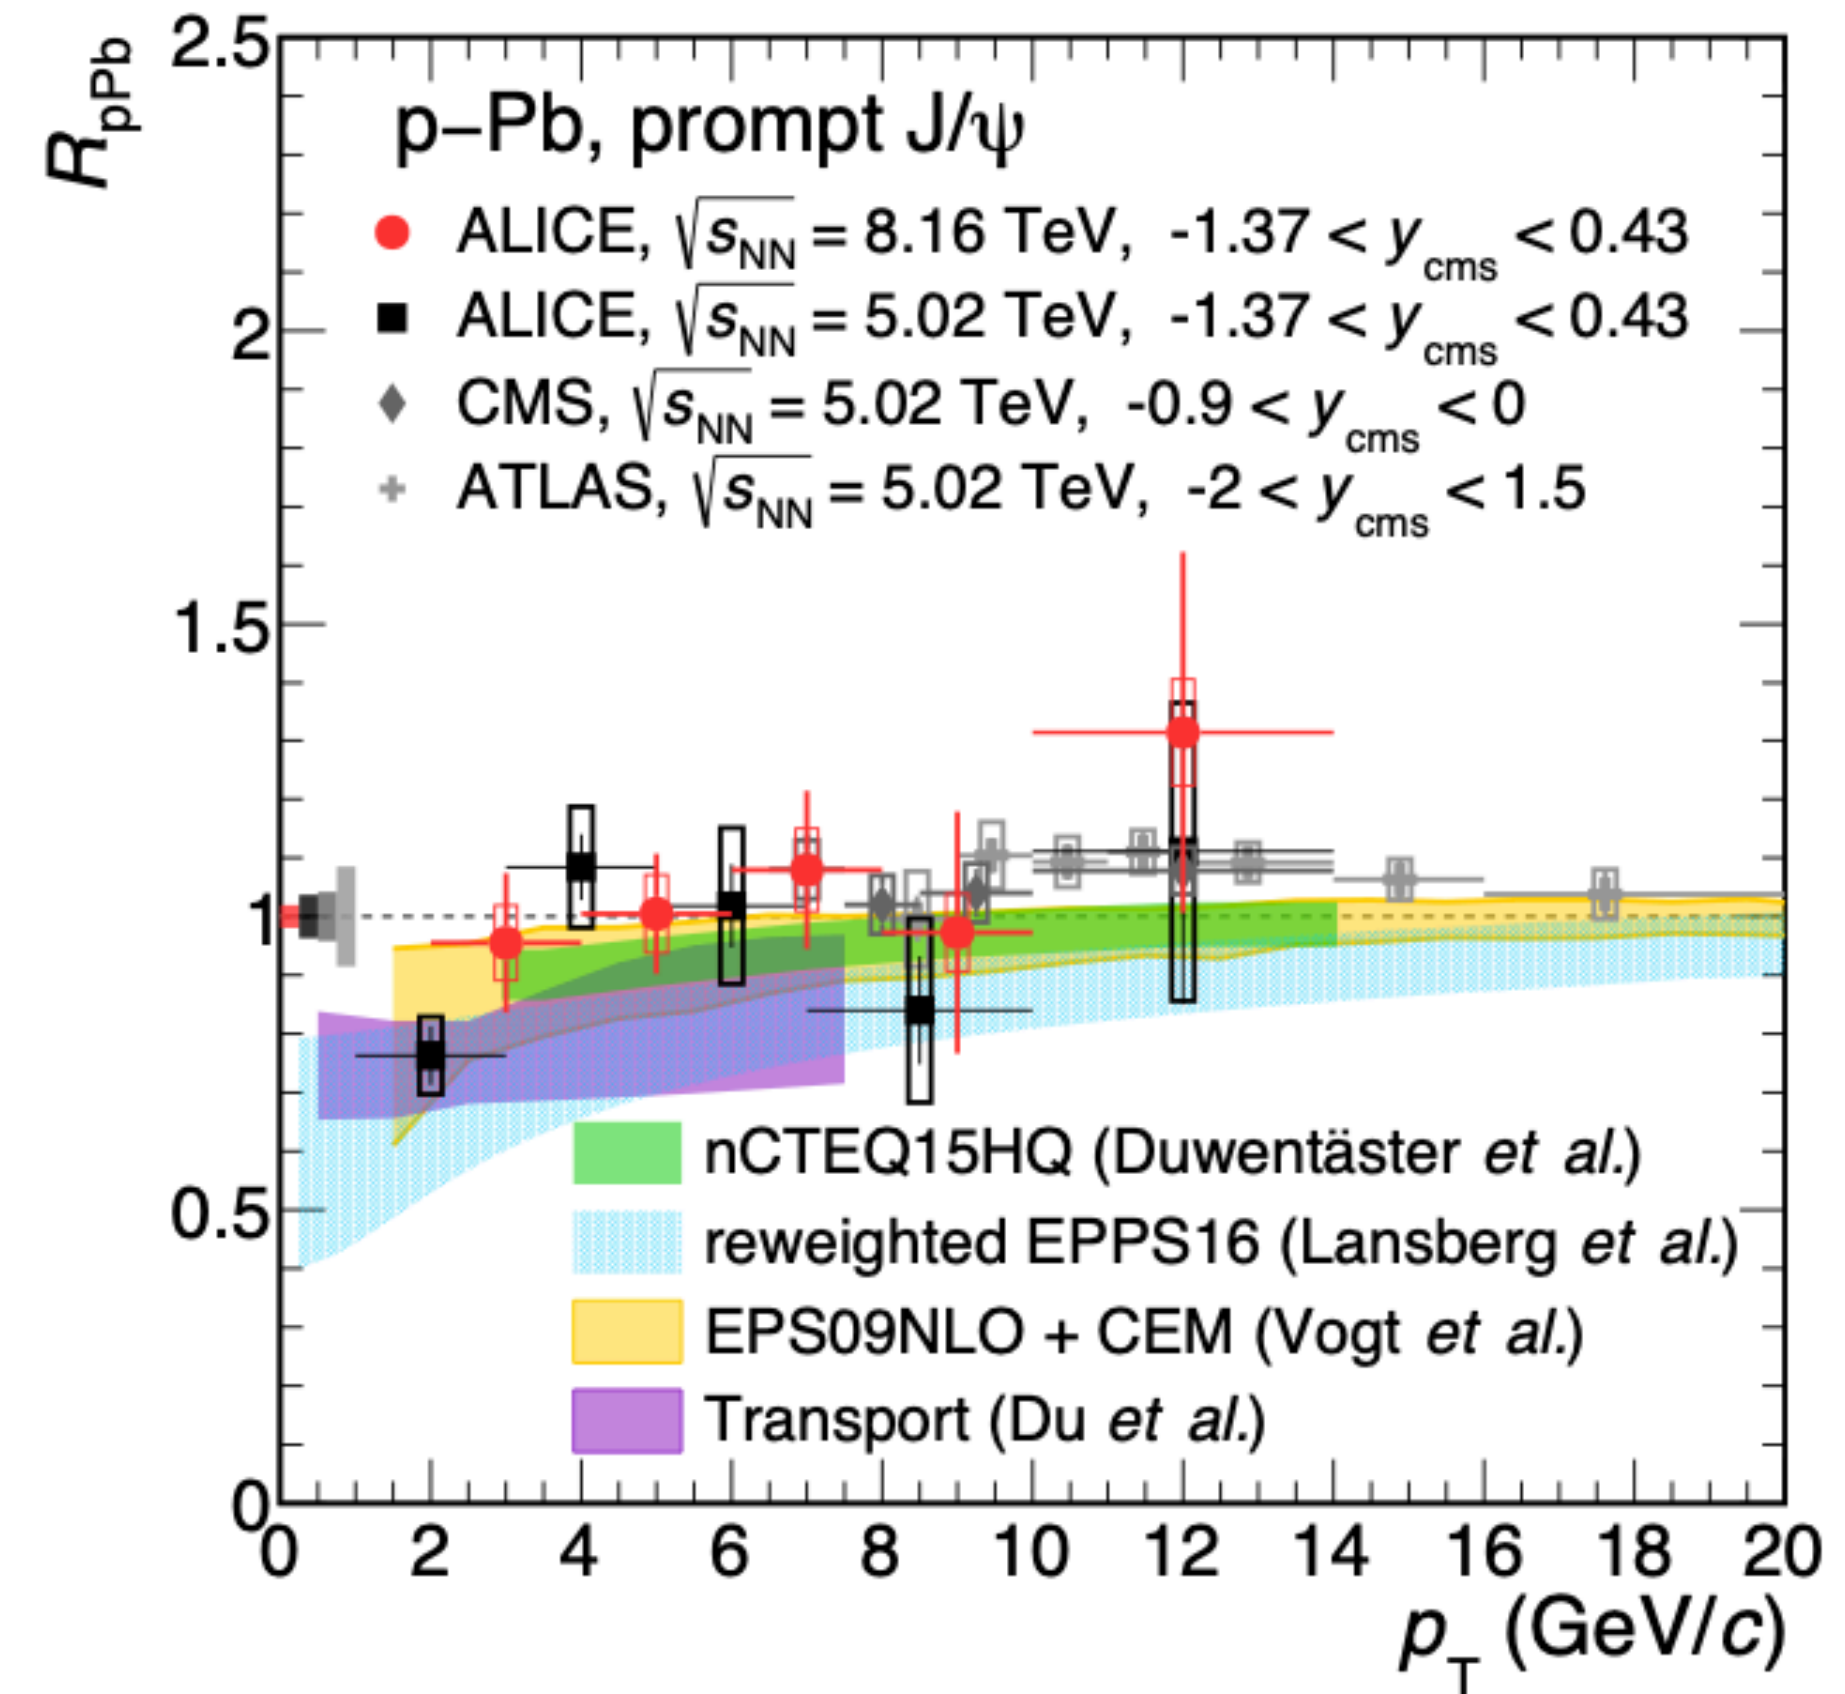 R_pPb
2.5
2
1.5
1
0.5
0
p−Pb, prompt J/ψ
ALICE, √s_NN = 8.16 TeV, -1.37 < y_cms < 0.43
ALICE, √s_NN = 5.02 TeV, -1.37 < y_cms < 0.43
CMS, √s_NN = 5.02 TeV, -0.9 < y_cms < 0
ATLAS, √s_NN = 5.02 TeV, -2 < y_cms < 1.5
nCTEQ15HQ (Duwentäster et al.)
reweighted EPPS16 (Lansberg et al.)
EPS09NLO + CEM (Vogt et al.)
Transport (Du et al.)
0 2 4 6 8 10 12 14 16 18 20
p_T (GeV/c)